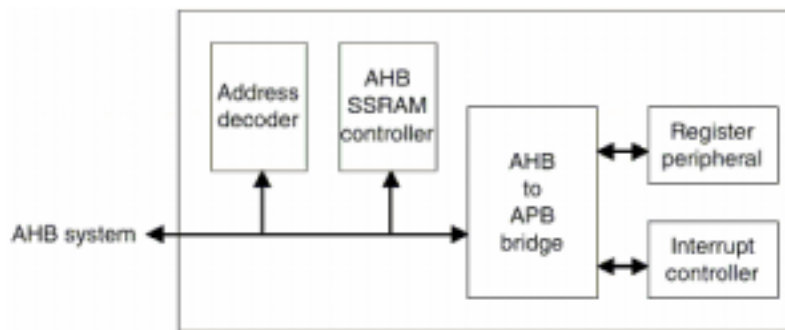 Address
decoder
AHB
SSRAM
controller
AHB
to
APB
bridge
Register
peripheral
AHB system
Interrupt
controller